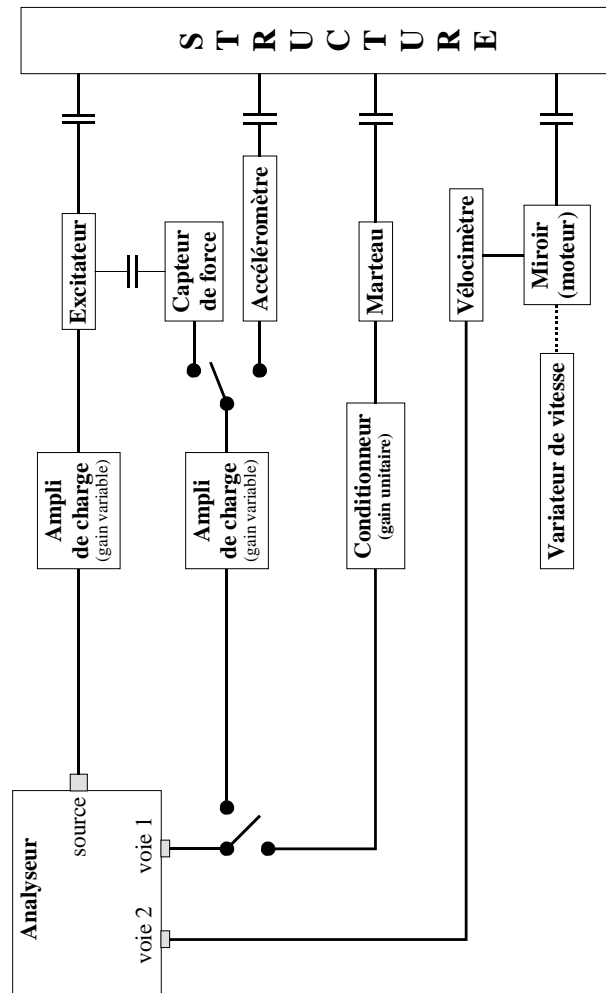 STRUCTURE
Excitateur
Capteur
de force
Accéléromètre
Marteau
Vélocimètre
Miroir
(moteur)
Ampli
de charge
(gain variable)
Ampli
de charge
(gain variable)
Conditionneur
(gain unitaire)
Variateur de vitesse
Analyseur
source
voie 1
voie 2